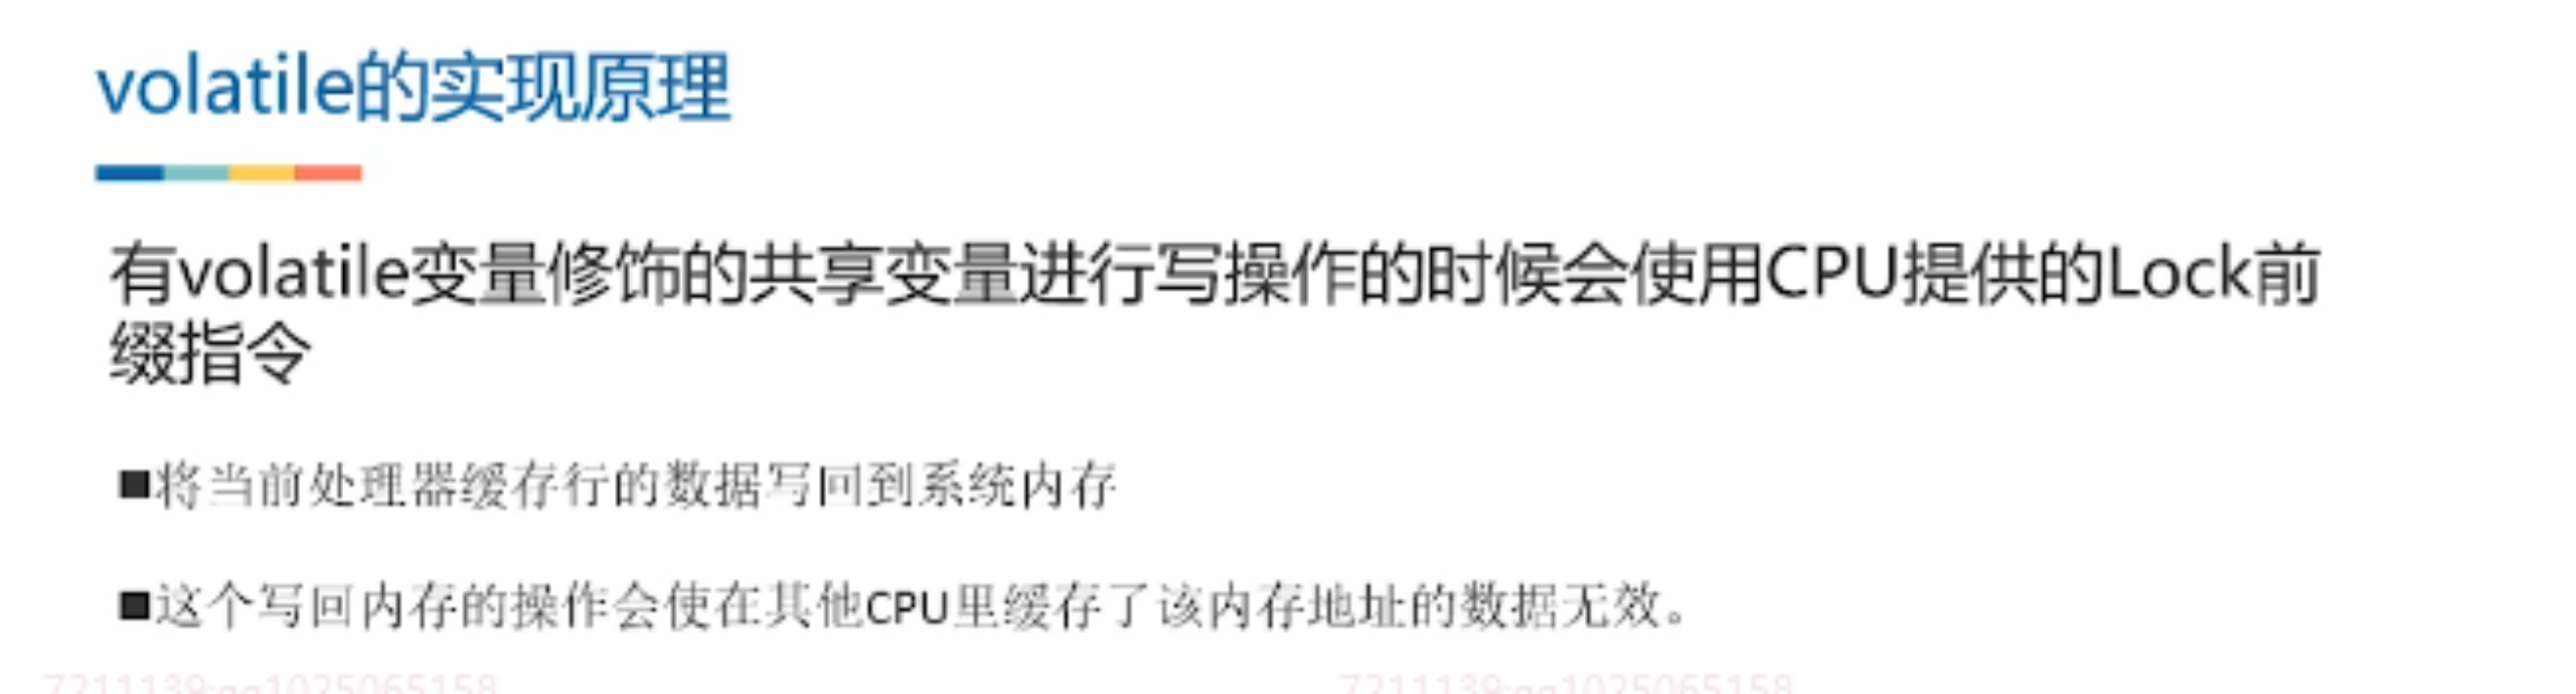 volatile的实现原理
有volatile变量修饰的共享变量进行写操作的时候会使用CPU提供的Lock前
缀指令
■将当前处理器缓存行的数据写回到系统内存
■这个写回内存的操作会使在其他CPU里缓存了该内存地址的数据无效。
7211139:qq1025065158 7211139:qq1025065158